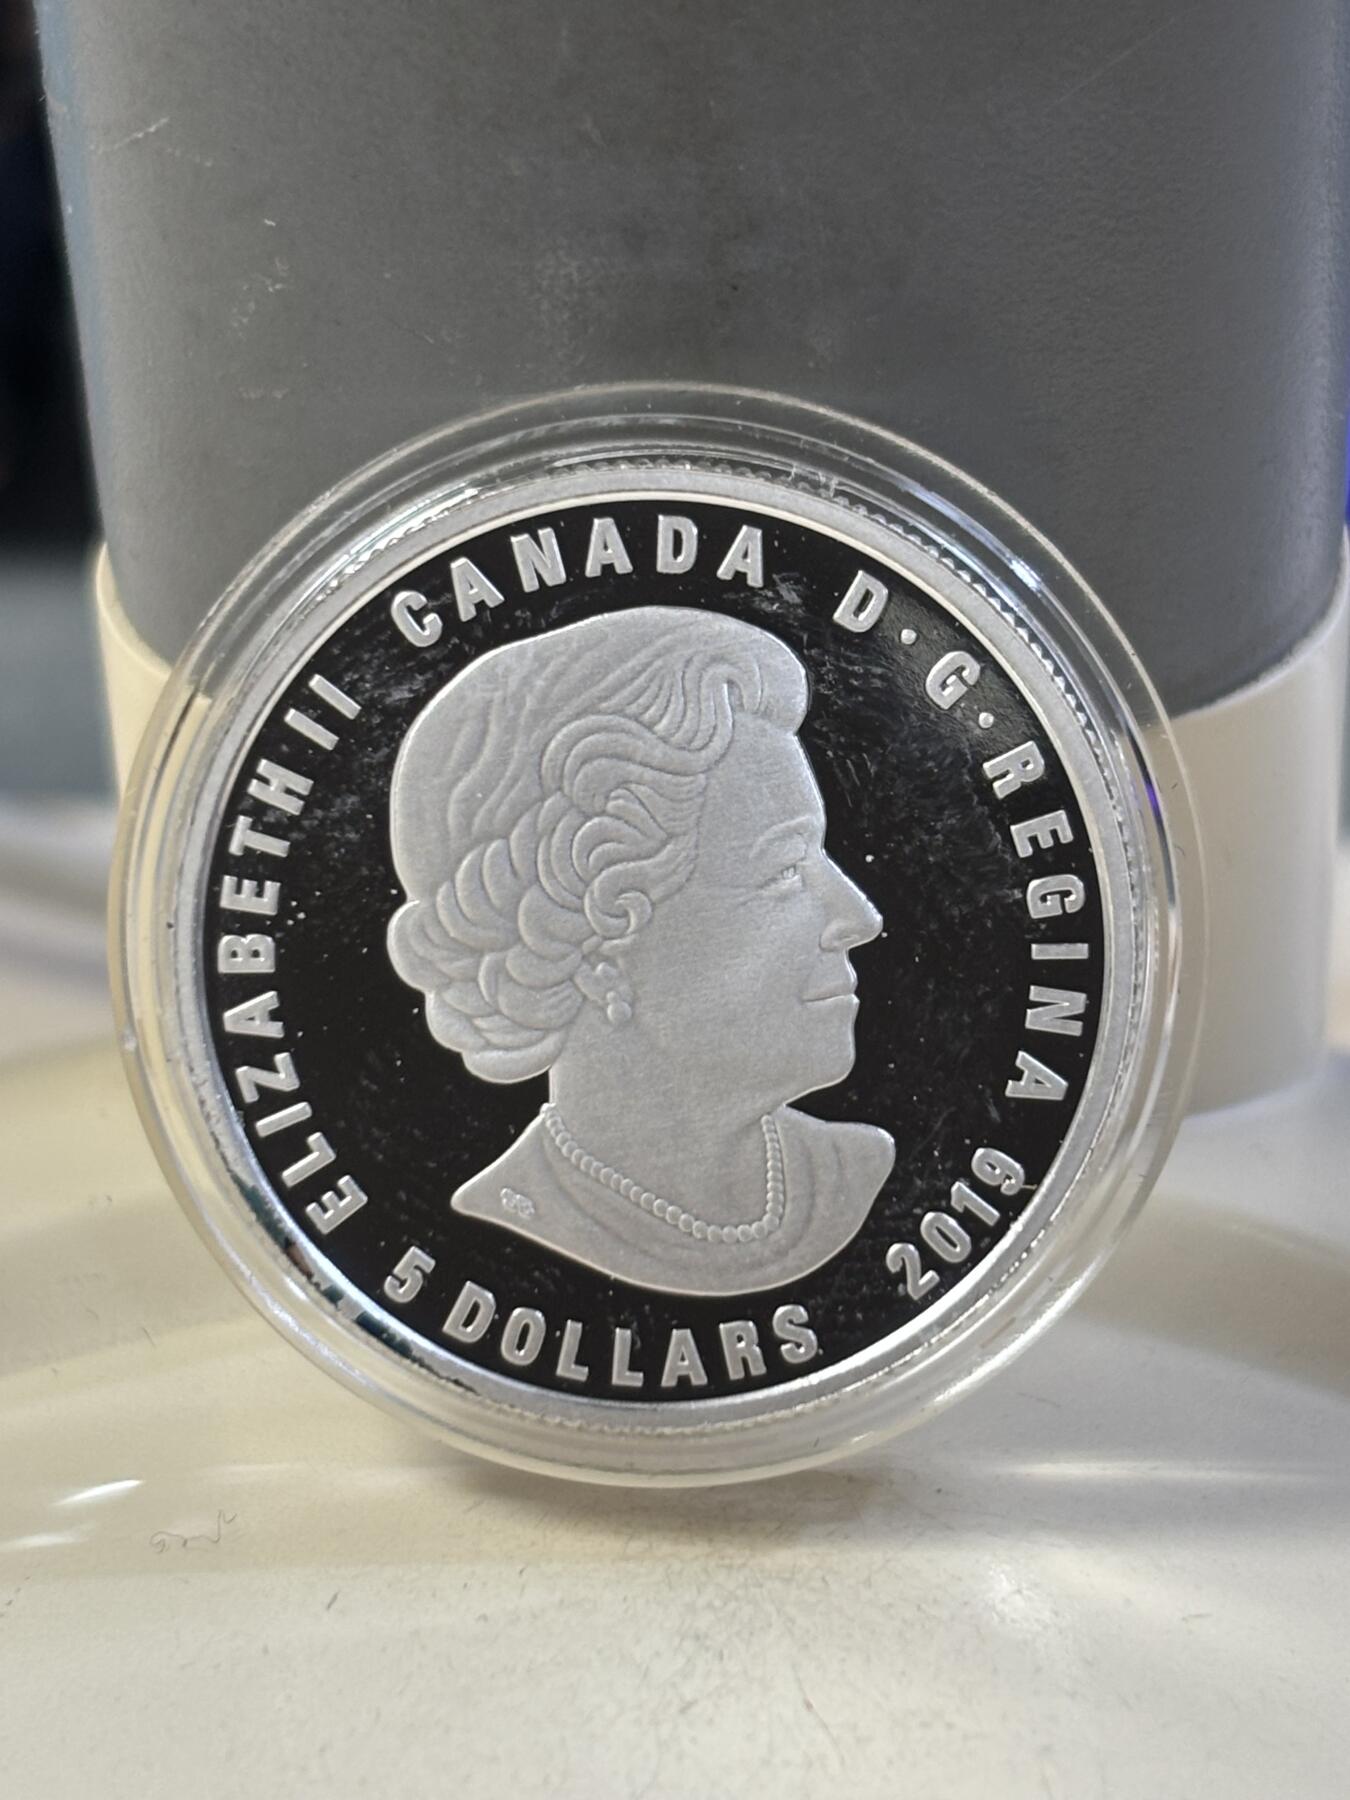 ELIZABETH II CANADA D·G·REGINA 2019
5 DOLLARS